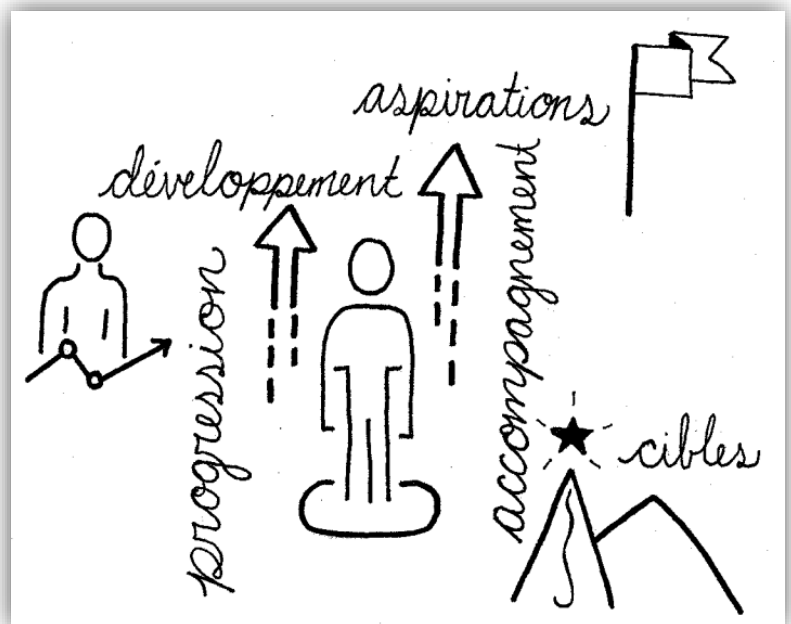 aspirations
développement
progression
accompagnement
cibles